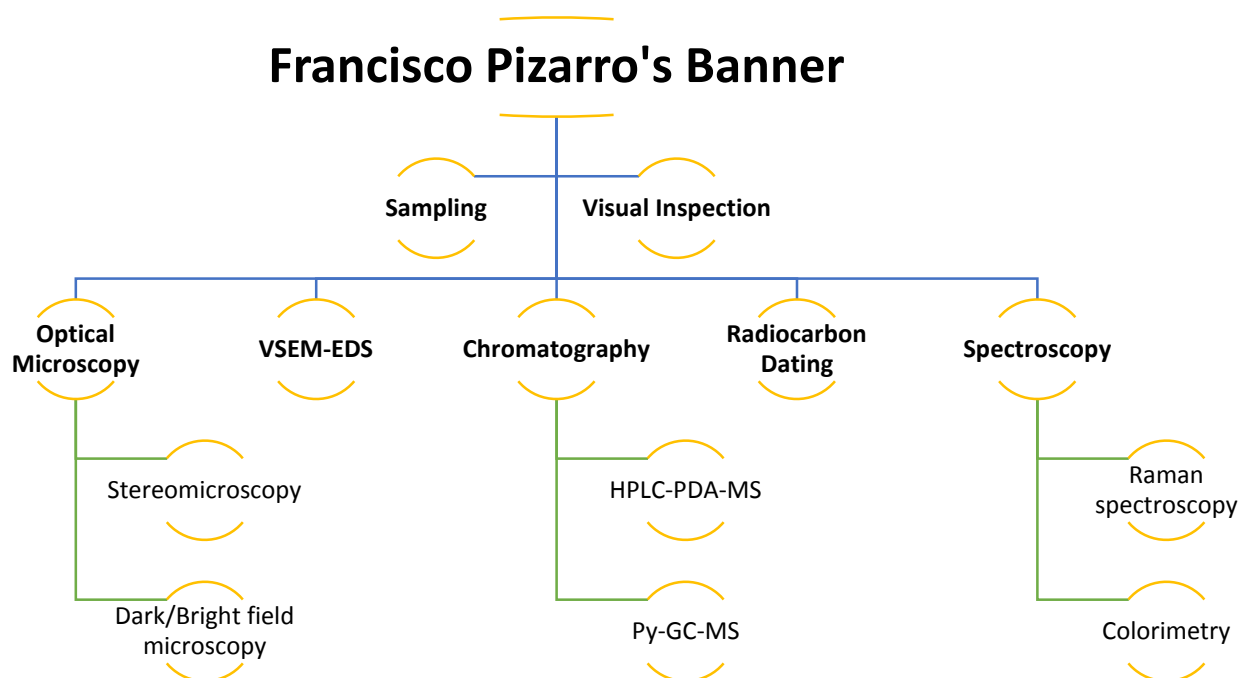 Francisco Pizarro's Banner
Sampling
Visual Inspection
Optical
Microscopy
VSEM-EDS
Chromatography
Radiocarbon
Dating
Spectroscopy
Stereomicroscopy
HPLC-PDA-MS
Raman
spectroscopy
Dark/Bright field
microscopy
Py-GC-MS
Colorimetry